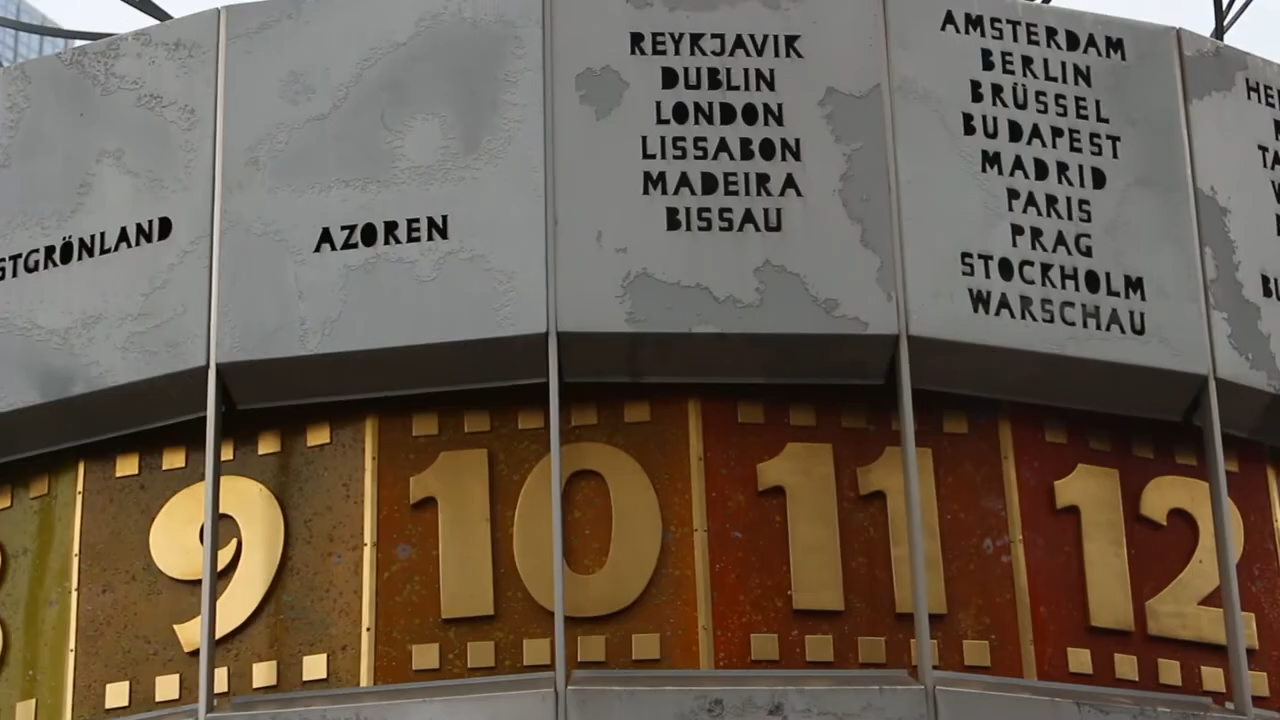 STGRÖNLAND
AZOREN
REYKJAVIK
DUBLIN
LONDON
LISSABON
MADEIRA
BISSAU
AMSTERDAM
BERLIN
BRÜSSEL
BUDAPEST
MADRID
PARIS
PRAG
STOCKHOLM
WARSCHAU
9
10
11
12